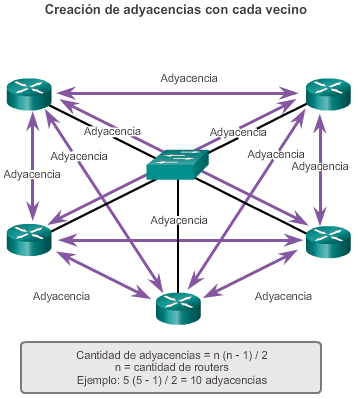 Creación de adyacencias con cada vecino
Adyacencia
Adyacencia
Adyacencia
Adyacencia
Adyacencia
Adyacencia
Adyacencia
Adyacencia
Adyacencia
Adyacencia
Cantidad de adyacencias = n (n - 1) / 2
n = cantidad de routers
Ejemplo: 5 (5 - 1) / 2 = 10 adyacencias